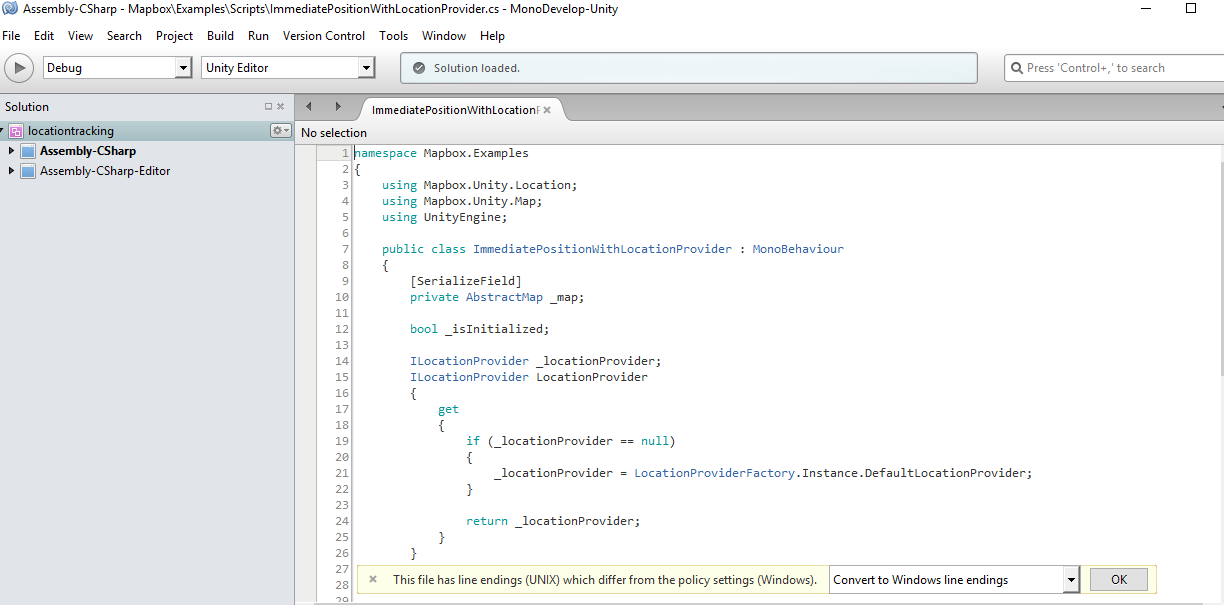 Assembly-CSharp - Mapbox\Examples\Scripts\ImmediatePositionWithLocationProvider.cs - MonoDevelop-Unity
File Edit View Search Project Build Run Version Control Tools Window Help
Debug Unity Editor Solution loaded. Press 'Control+,' to search
Solution ImmediatePositionWithLocationP
locationtracking No selection
Assembly-CSharp
Assembly-CSharp-Editor
1 namespace Mapbox.Examples
2 {
3 using Mapbox.Unity.Location;
4 using Mapbox.Unity.Map;
5 using UnityEngine;
6
7 public class ImmediatePositionWithLocationProvider : MonoBehaviour
8 {
9 [SerializeField]
10 private AbstractMap _map;
11
12 bool _isInitialized;
13
14 ILocationProvider _locationProvider;
15 ILocationProvider LocationProvider
16 {
17 get
18 {
19 if (_locationProvider == null)
20 {
21 _locationProvider = LocationProviderFactory.Instance.DefaultLocationProvider;
22 }
23
24 return _locationProvider;
25 }
26 }
27
28
29
This file has line endings (UNIX) which differ from the policy settings (Windows). Convert to Windows line endings OK